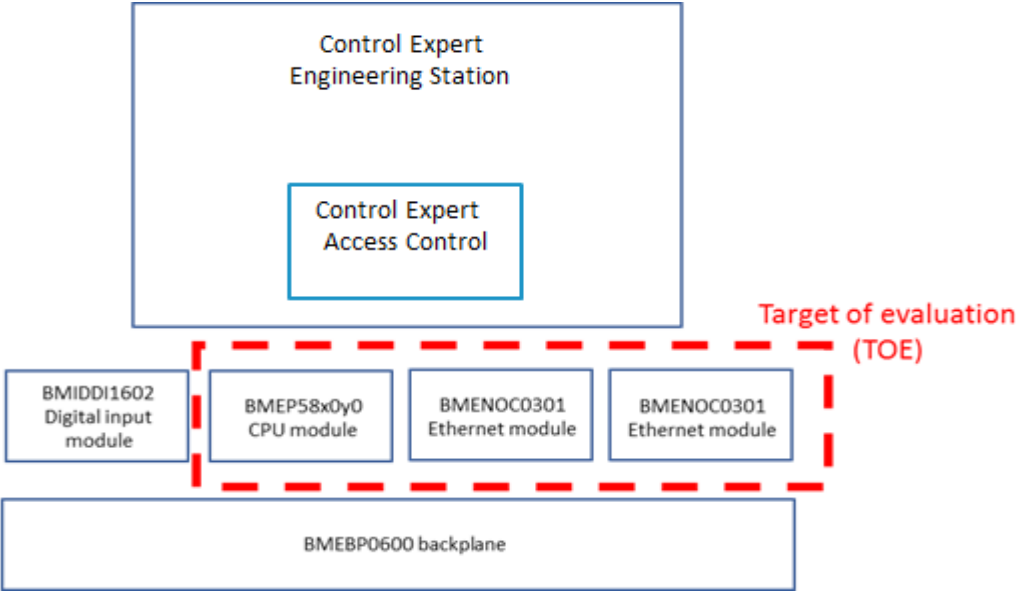 Control Expert
Engineering Station
Control Expert
Access Control
Target of evaluation
(TOE)
BMIDDI1602
Digital input
module
BMEP58x0y0
CPU module
BMENOC0301
Ethernet module
BMENOC0301
Ethernet module
BMEBP0600 backplane